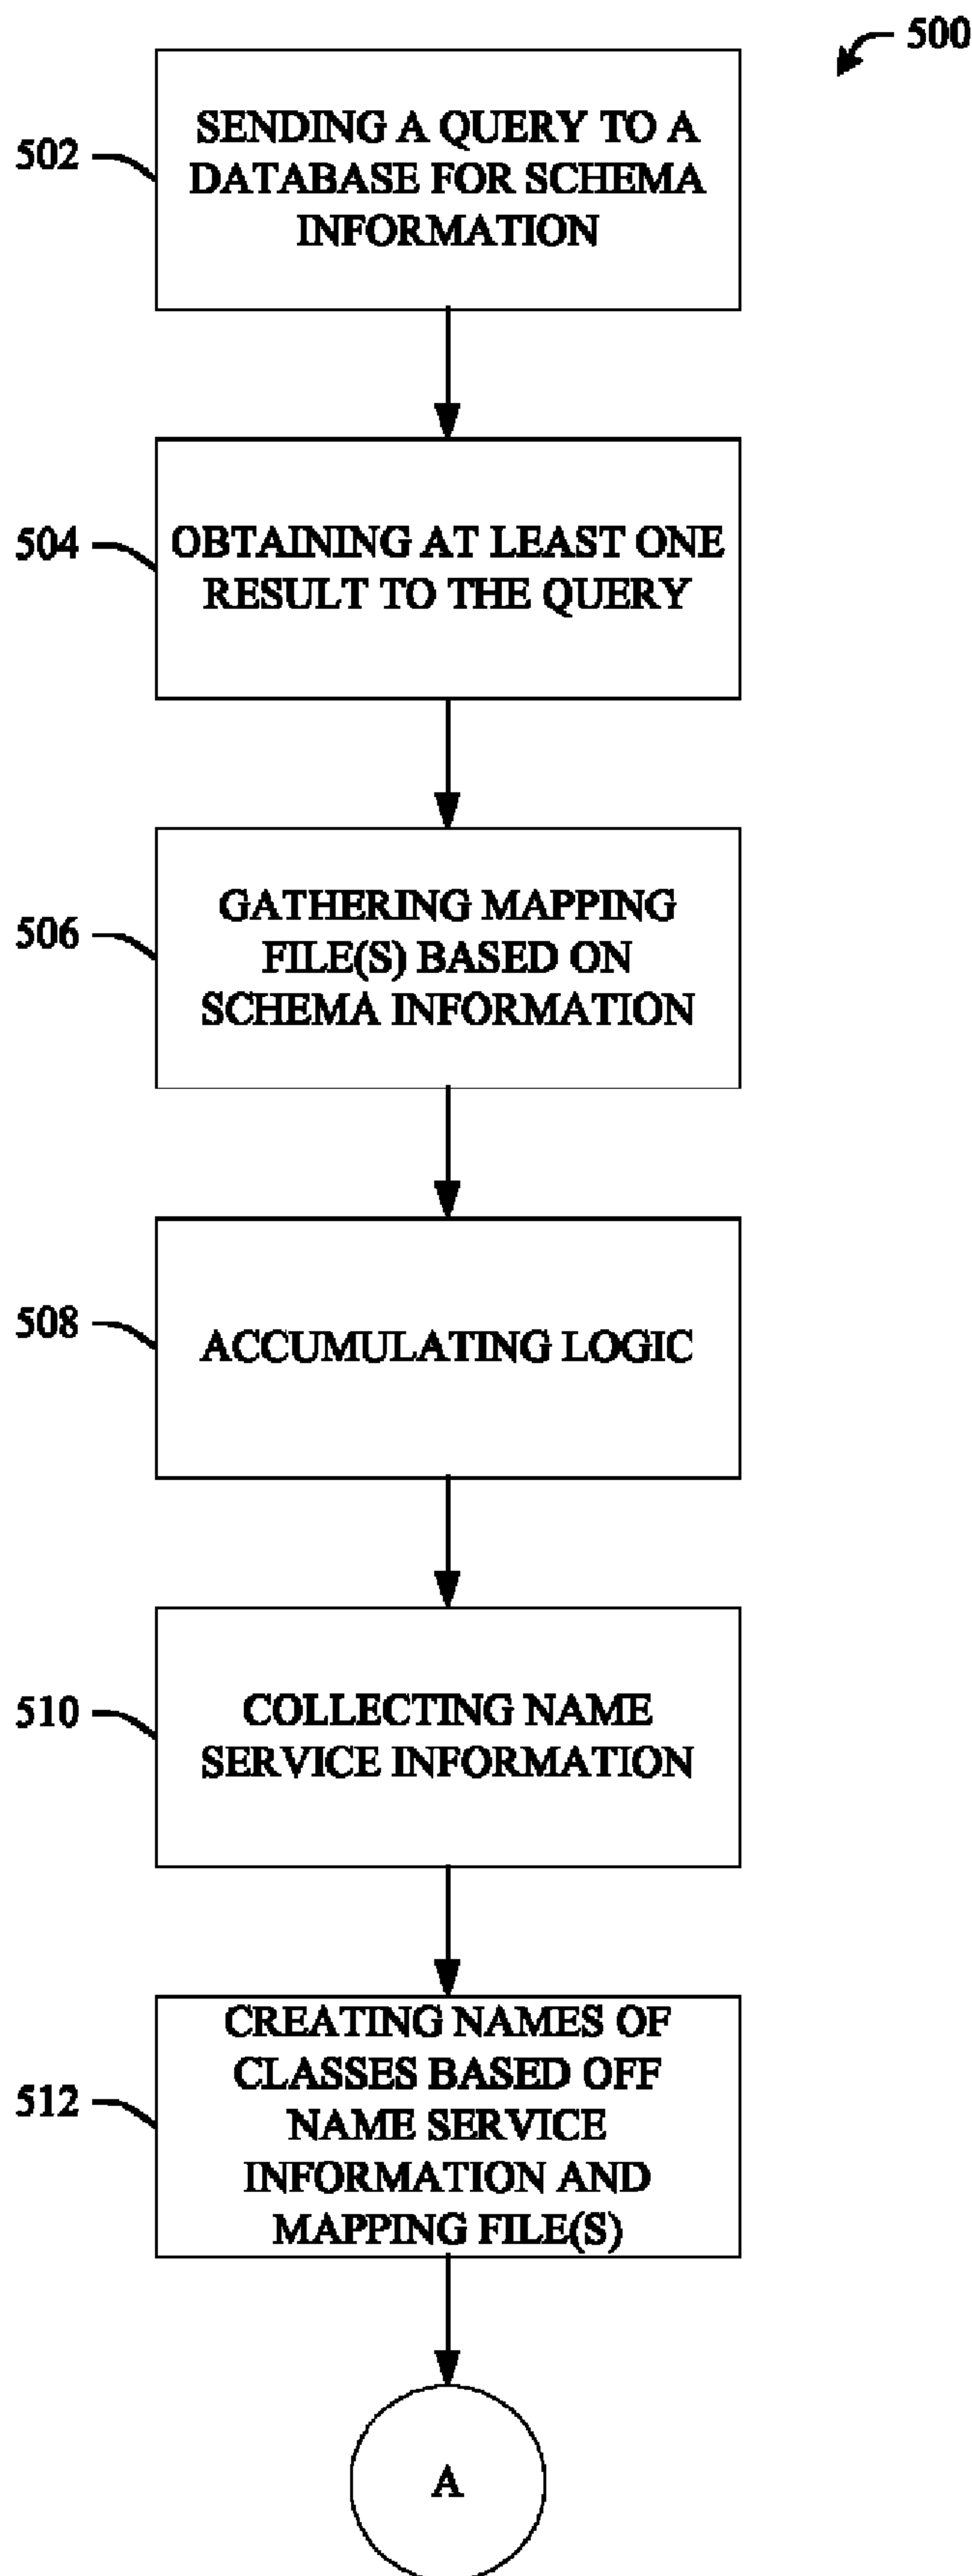 500
502
SENDING A QUERY TO A
DATABASE FOR SCHEMA
INFORMATION
504
OBTAINING AT LEAST ONE
RESULT TO THE QUERY
506
GATHERING MAPPING
FILE(S) BASED ON
SCHEMA INFORMATION
508
ACCUMULATING LOGIC
510
COLLECTING NAME
SERVICE INFORMATION
512
CREATING NAMES OF
CLASSES BASED OFF
NAME SERVICE
INFORMATION AND
MAPPING FILE(S)
A